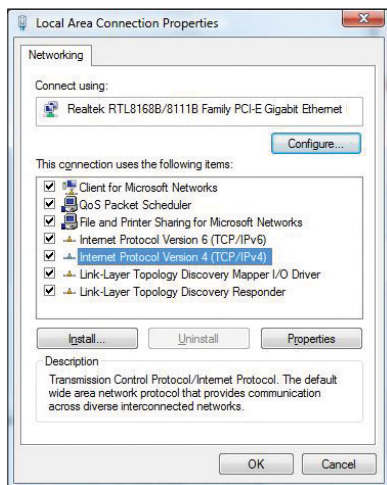 Local Area Connection Properties
Networking
Connect using:
Realtek RTL8168B/8111B Family PCI-E Gigabit Ethernet
Configure...
This connection uses the following items:
Client for Microsoft Networks
QoS Packet Scheduler
File and Printer Sharing for Microsoft Networks
Internet Protocol Version 6 (TCP/IPv6)
Internet Protocol Version 4 (TCP/IPv4)
Link-Layer Topology Discovery Mapper I/O Driver
Link-Layer Topology Discovery Responder
Install... Uninstall Properties
Description
Transmission Control Protocol/Internet Protocol. The default
wide area network protocol that provides communication
across diverse interconnected networks.
OK Cancel